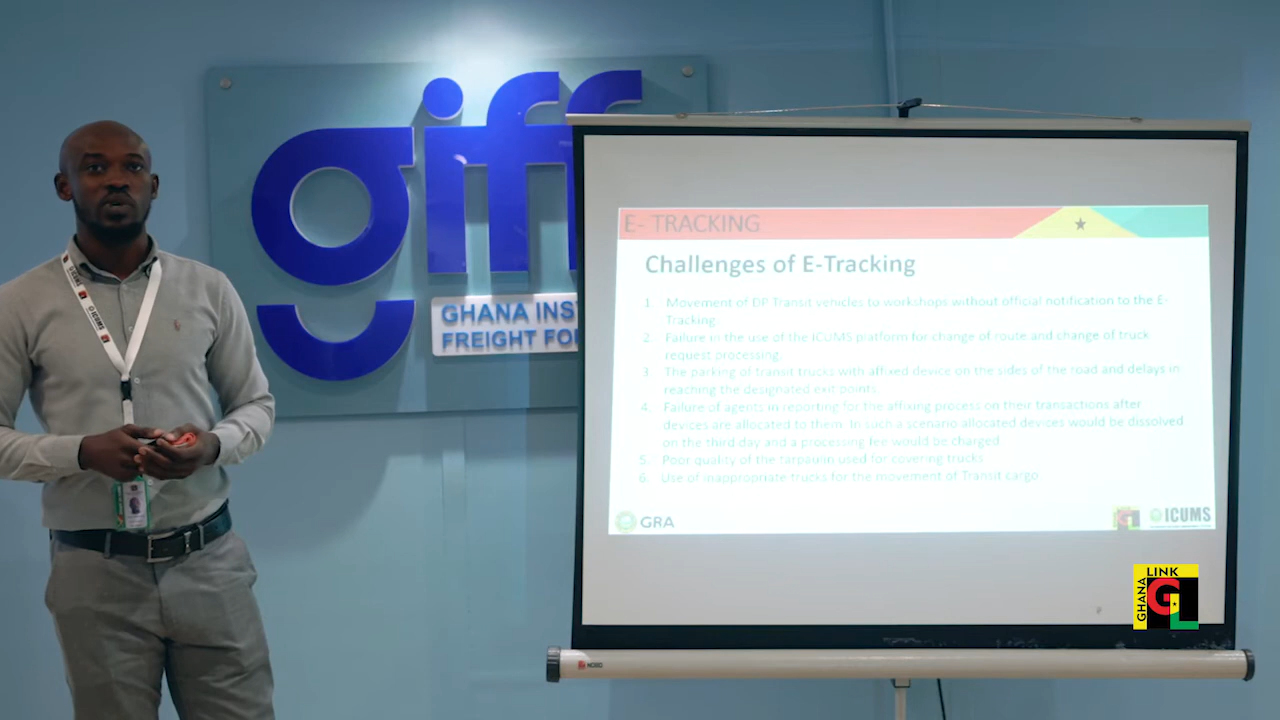 giff
GHANA INST
FREIGHT FOR
E- TRACKING
Challenges of E-Tracking
1. Movement of DP Transit vehicles to workshops without official notification to the E-
Tracking.
2. Failure in the use of the ICUMS platform for change of route and change of truck
request processing.
3. The parking of transit trucks with affixed device on the sides of the road and delays in
reaching the designated exit points.
4. Failure of agents in reporting for the affixing process on their transactions after
devices are allocated to them. In such a scenario allocated devices would be dissolved
on the third day and a processing fee would be charged.
5. Poor quality of the tarpaulin used for covering trucks
6. Use of inappropriate trucks for the movement of Transit cargo
GRA
ICUMS
GHANA
LINK
GL
NOBO
ICUMS